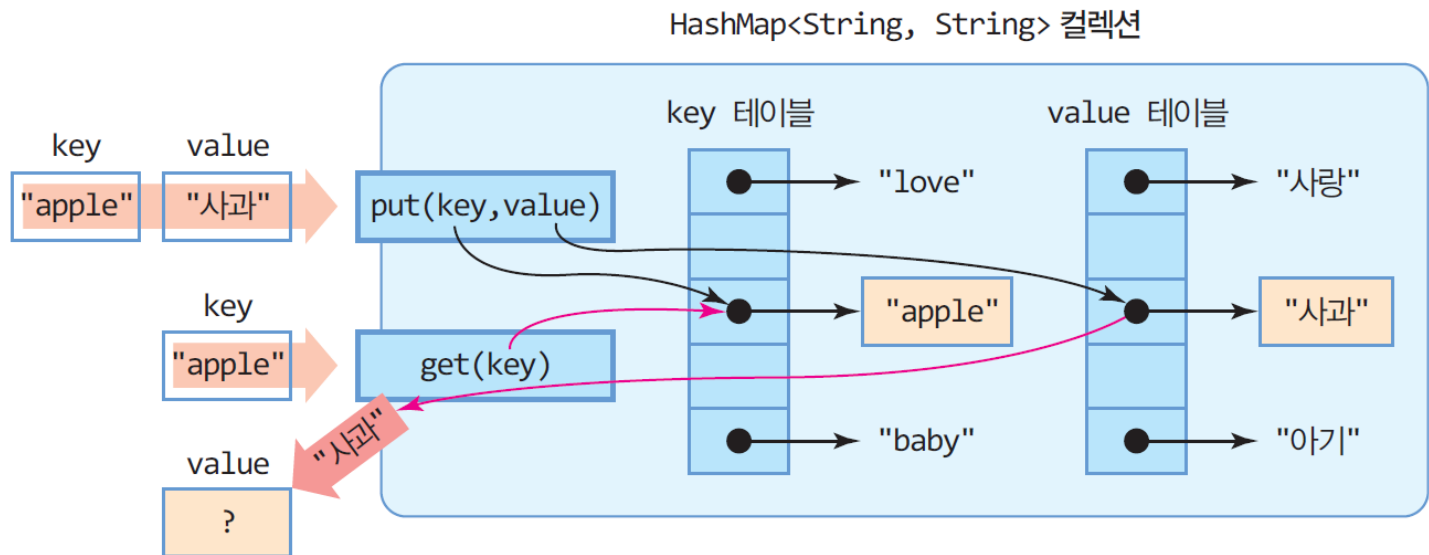 HashMap<String, String> 컬렉션
key 테이블
value 테이블
key
value
"apple"
"사과"
put(key,value)
"love"
"사랑"
"apple"
"사과"
key
"apple"
get(key)
"사과"
"baby"
"아기"
value
?